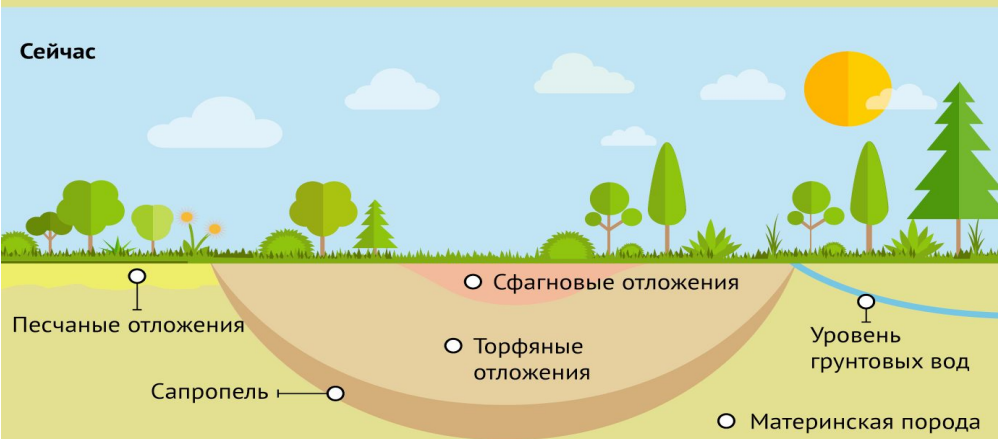 Сейчас
Сфагновые отложения
Песчаные отложения
Торфяные
отложения
Уровень
грунтовых вод
Сапропель
Материнская порода